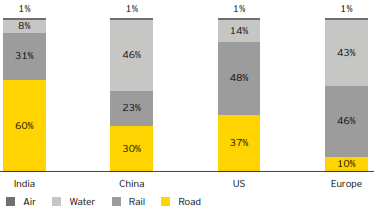 1% 1% 1% 1%
8% 46% 14% 43%
31% 23% 48% 46%
60% 30% 37% 10%
India China US Europe
Air Water Rail Road